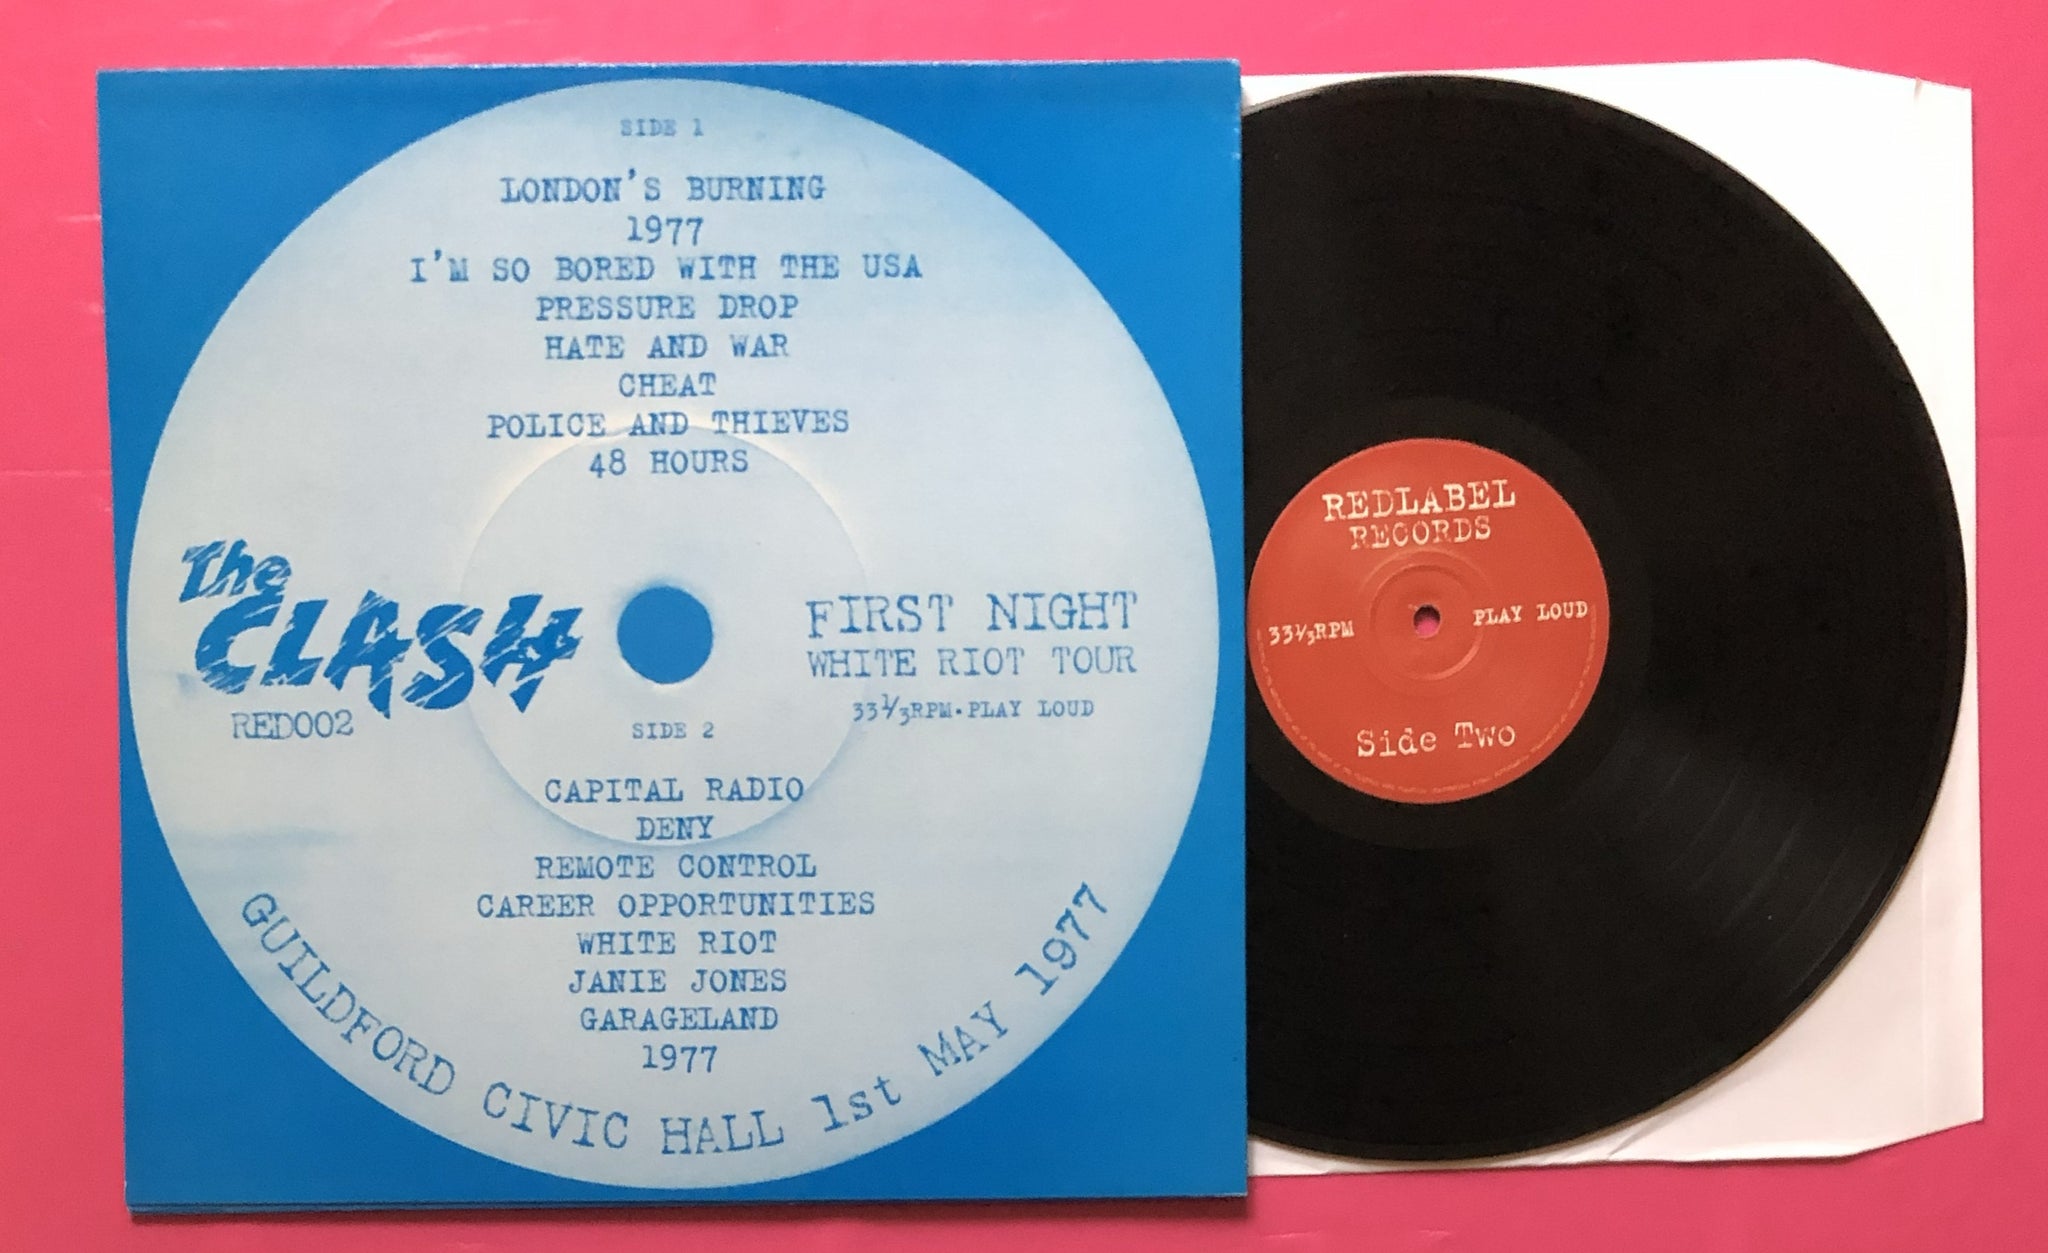 SIDE 1
LONDON'S BURNING
1977
I'M SO BORED WITH THE USA
PRESSURE DROP
HATE AND WAR
CHEAT
POLICE AND THIEVES
48 HOURS
The CLASH
RED002
FIRST NIGHT
WHITE RIOT TOUR
33⅓RPM·PLAY LOUD
SIDE 2
CAPITAL RADIO
DENY
REMOTE CONTROL
CAREER OPPORTUNITIES
WHITE RIOT
JANIE JONES
GARAGELAND
1977
GUILDFORD CIVIC HALL 1st MAY 1977
REDLABEL
RECORDS
33⅓RPM
PLAY LOUD
Side Two